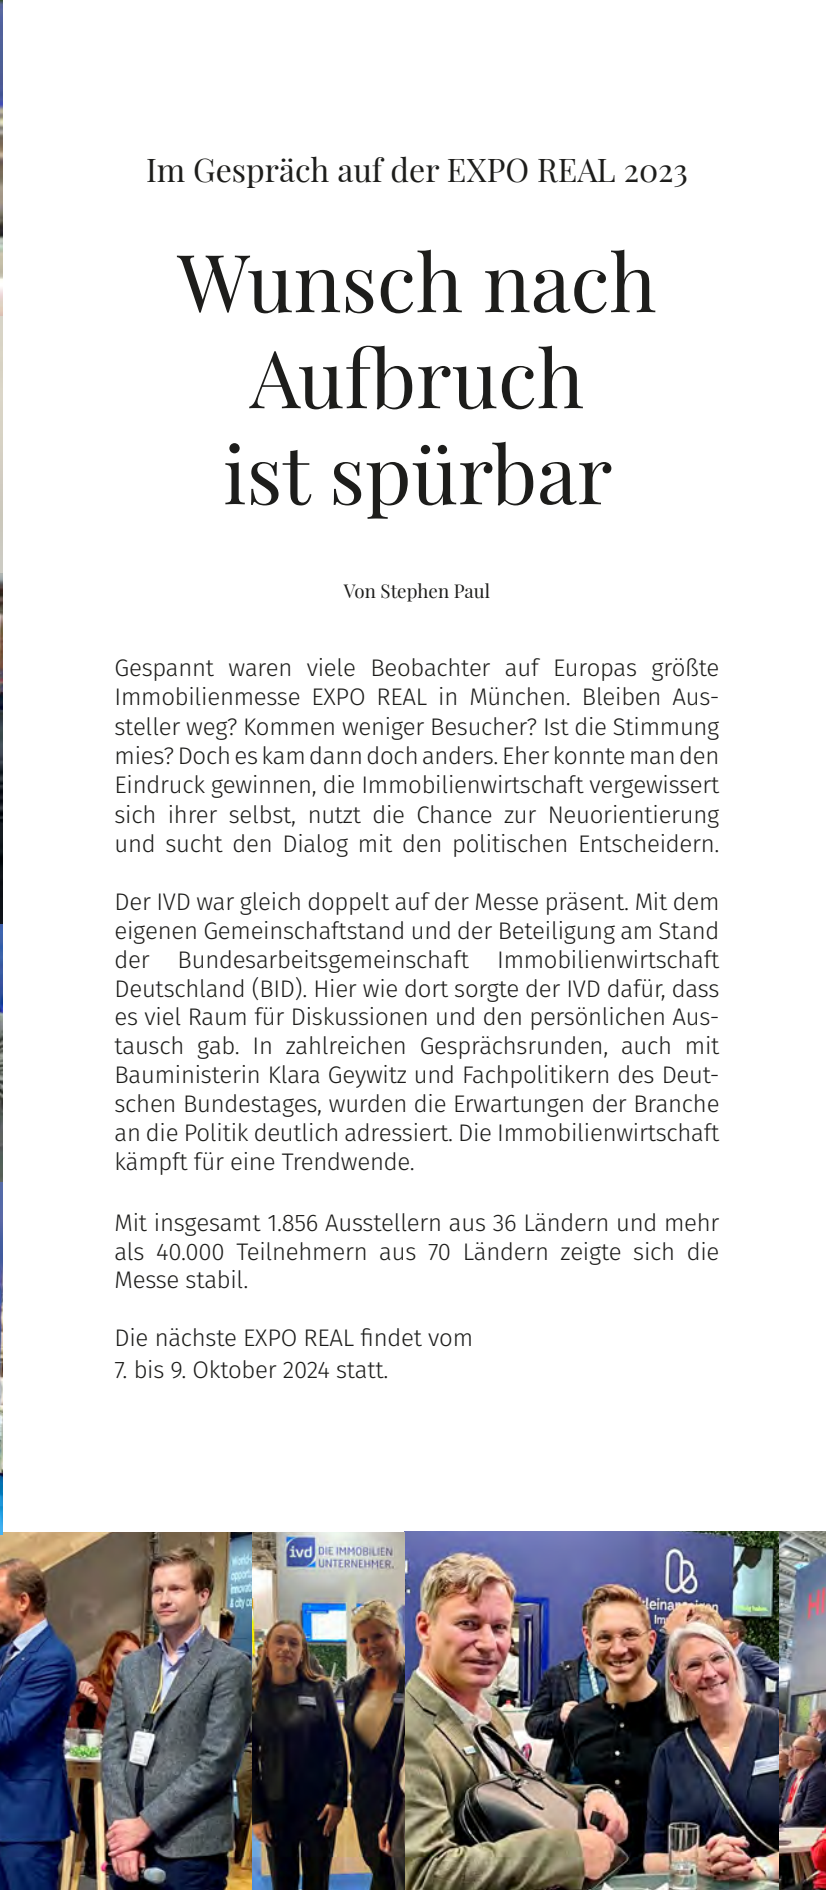 Im Gespräch auf der EXPO REAL 2023
Wunsch nach
Aufbruch
ist spürbar
Von Stephen Paul
Gespannt waren viele Beobachter auf Europas größte
Immobilienmesse EXPO REAL in München. Bleiben Aus-
steller weg? Kommen weniger Besucher? Ist die Stimmung
mies? Doch es kam dann doch anders. Eher konnte man den
Eindruck gewinnen, die Immobilienwirtschaft vergewissert
sich ihrer selbst, nutzt die Chance zur Neuorientierung
und sucht den Dialog mit den politischen Entscheidern.
Der IVD war gleich doppelt auf der Messe präsent. Mit dem
eigenen Gemeinschaftstand und der Beteiligung am Stand
der Bundesarbeitsgemeinschaft Immobilienwirtschaft
Deutschland (BID). Hier wie dort sorgte der IVD dafür, dass
es viel Raum für Diskussionen und den persönlichen Aus-
tausch gab. In zahlreichen Gesprächsrunden, auch mit
Bauministerin Klara Geywitz und Fachpolitikern des Deut-
schen Bundestages, wurden die Erwartungen der Branche
an die Politik deutlich adressiert. Die Immobilienwirtschaft
kämpft für eine Trendwende.
Mit insgesamt 1.856 Ausstellern aus 36 Ländern und mehr
als 40.000 Teilnehmern aus 70 Ländern zeigte sich die
Messe stabil.
Die nächste EXPO REAL findet vom
7. bis 9. Oktober 2024 statt.
ivd DIE IMMOBILIEN
UNTERNEHMER.